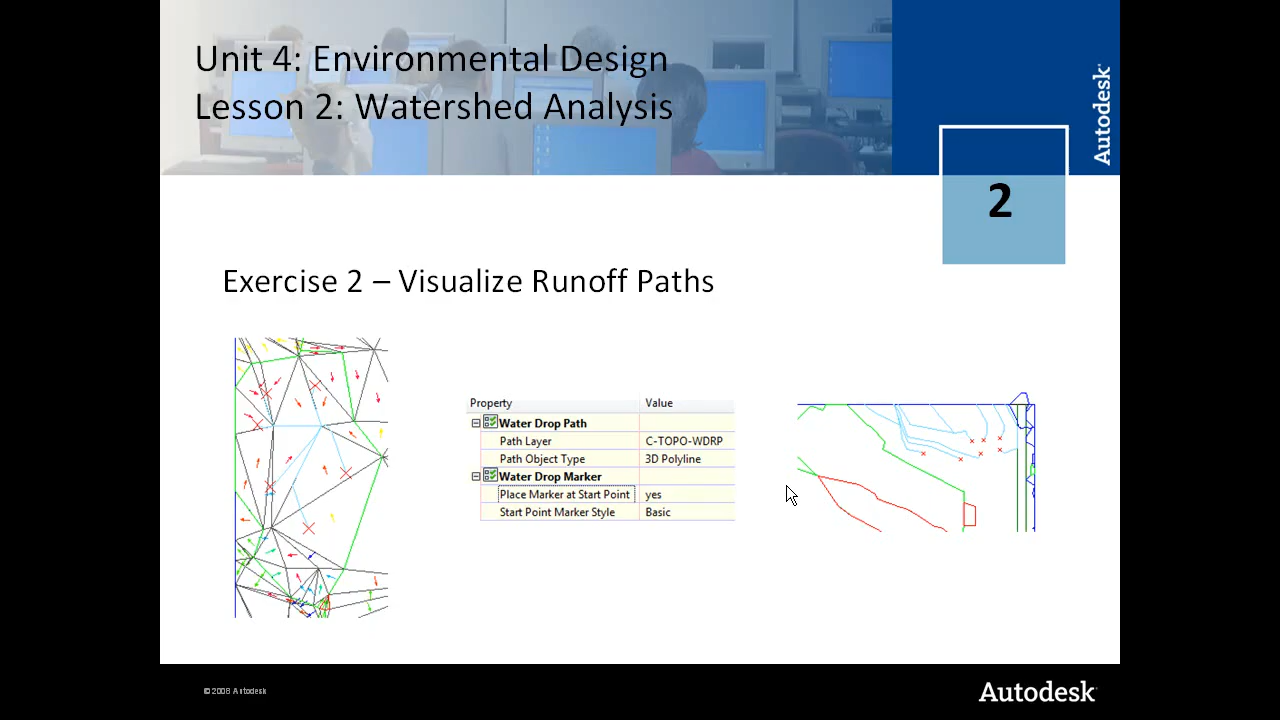 Unit 4: Environmental Design
Lesson 2: Watershed Analysis
Autodesk
2
Exercise 2 – Visualize Runoff Paths
Property Value
Water Drop Path
Path Layer C-TOPO-WDRP
Path Object Type 3D Polyline
Water Drop Marker
Place Marker at Start Point yes
Start Point Marker Style Basic
© 2008 Autodesk
Autodesk